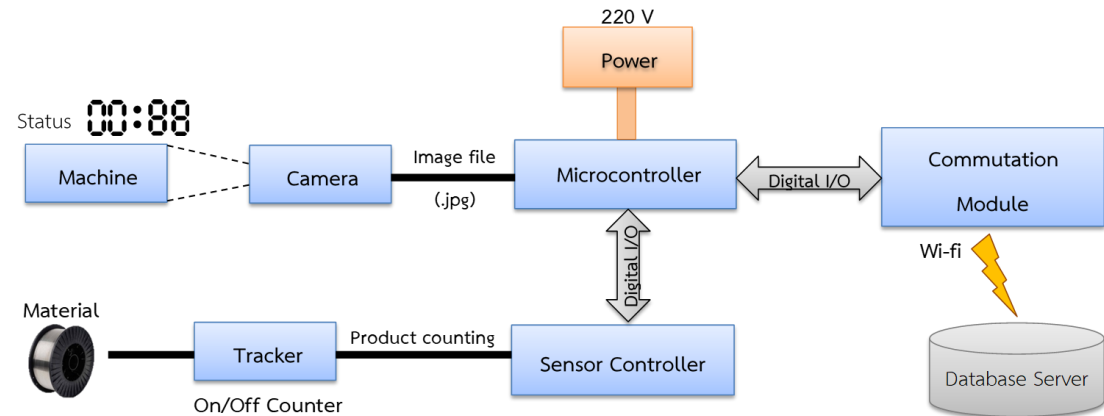 220 V
Power
Status 00:88
Machine
Camera
Image file
(.jpg)
Microcontroller
Digital I/O
Commutation
Module
Digital I/O
Wi-fi
Material
Tracker
Product counting
Sensor Controller
Database Server
On/Off Counter